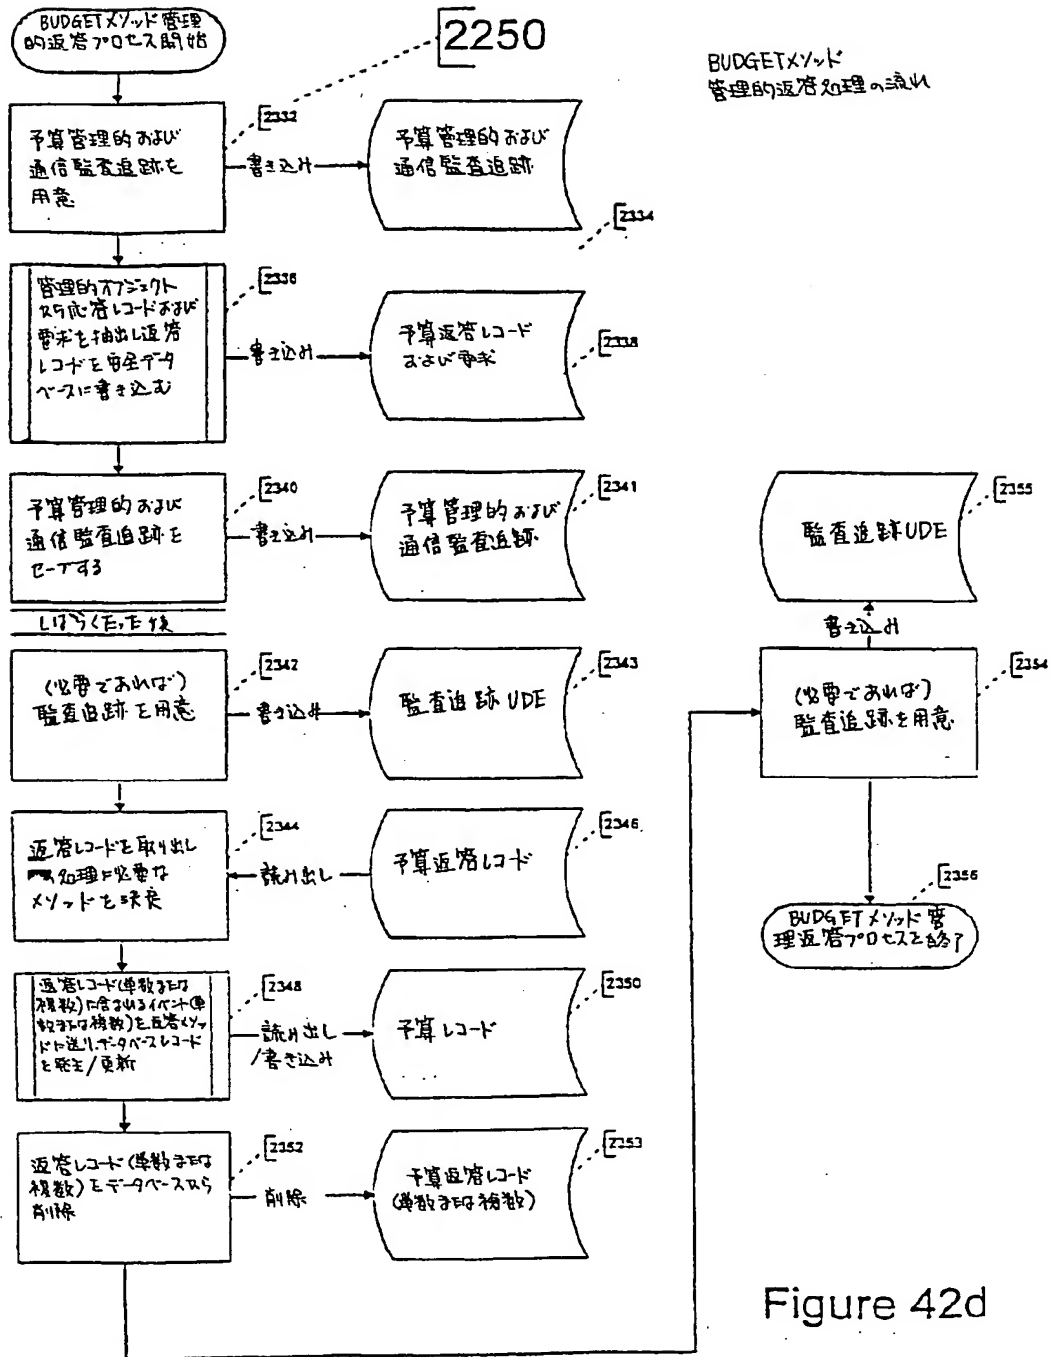 BUDGETメソッド管理
的返答プロセス開始
2250
BUDGETメソッド
管理的返答処理の流れ
予算管理的および
通信監査追跡を
用意
2332
書き込み
予算管理的および
通信監査追跡
2334
管理的オブジェクト
から応答レコードおよび
要求を抽出し返答
レコードを安全データ
ベースに書き込む
2336
書き込み
予算返答レコード
および要求
2338
予算管理的および
通信監査追跡を
セーブする
2340
書き込み
予算管理的および
通信監査追跡
2341
しばらくたった後
(必要であれば)
監査追跡を用意
2342
書き込み
監査追跡 UDE
2343
返答レコードを取り出し
処理に必要な
メソッドを決定
2344
読み出し
予算返答レコード
2346
返答レコード(単数または
複数)に含まれるイベント(単
数または複数)を返答メソッ
ドに送り、データベースレコード
を発生/更新
2348
読み出し
/書き込み
予算レコード
2350
返答レコード(単数または
複数)をデータベースから
削除
2352
削除
予算返答レコード
(単数または複数)
2353
監査追跡 UDE
2355
書き込み
(必要であれば)
監査追跡を用意
2354
BUDGETメソッド管
理返答プロセスを終了
2356
Figure 42d